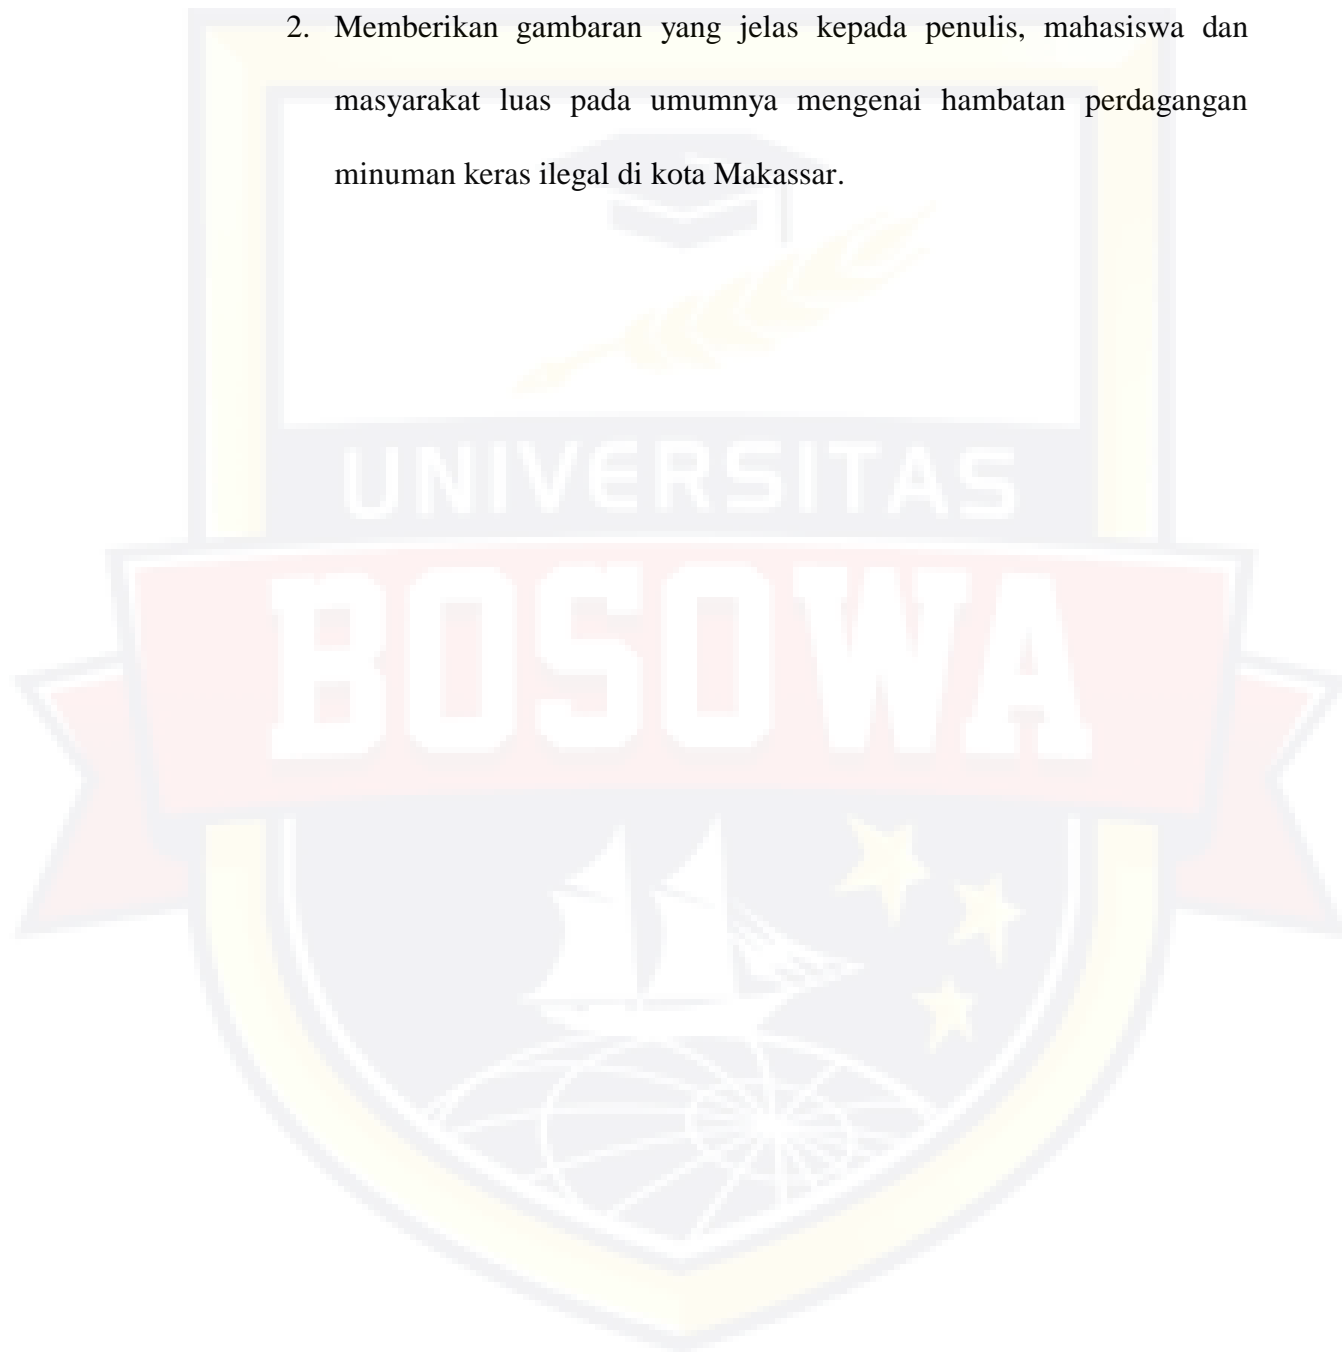 2. Memberikan gambaran yang jelas kepada penulis, mahasiswa dan
masyarakat luas pada umumnya mengenai hambatan perdagangan
minuman keras ilegal di kota Makassar.
UNIVERSITAS
BOSOWA